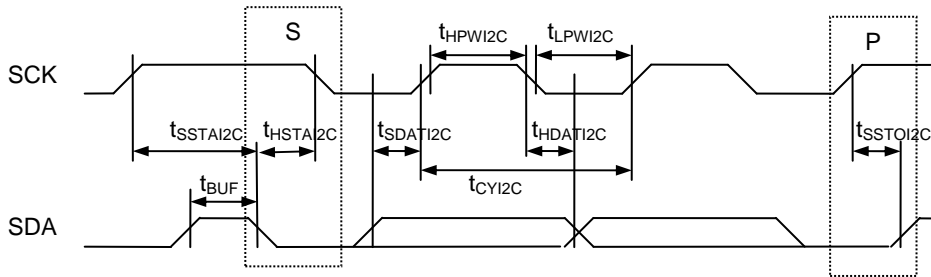 S
P
tHPWI2C
tLPWI2C
SCK
tSSTAI2C
tHSTAI2C
tSDATI2C
tHDATI2C
tSSTOI2C
tBUF
tCYI2C
SDA